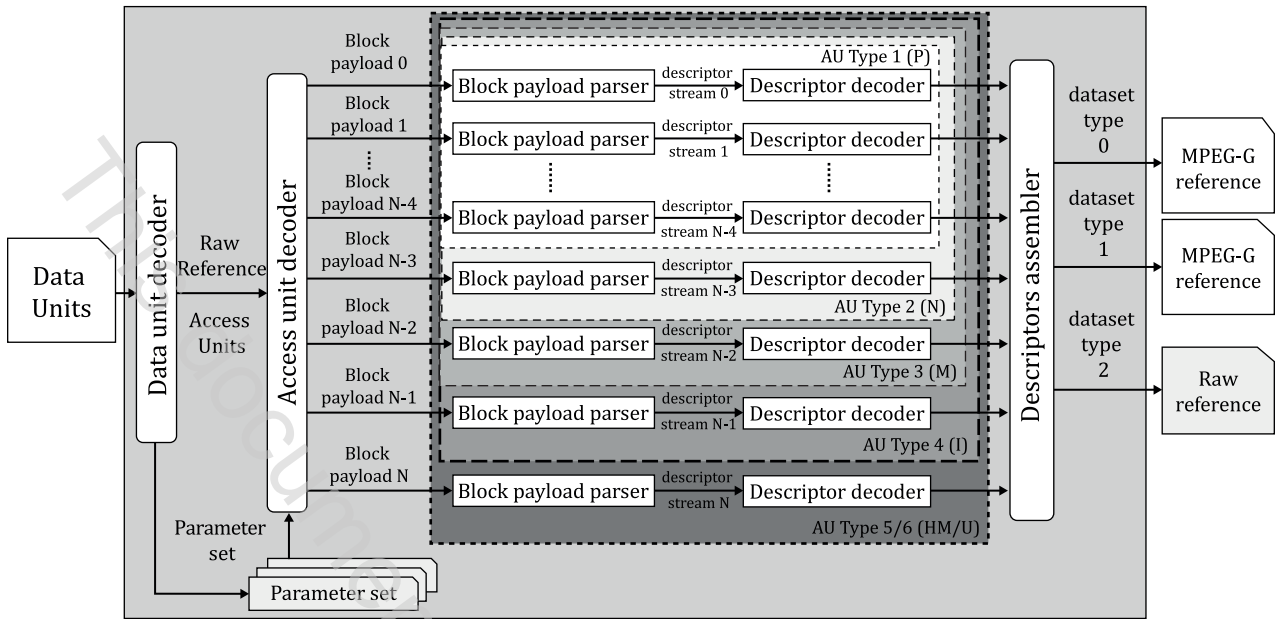 Data
Units
Data unit decoder
Raw
Reference
Access
Units
Parameter
set
Parameter set
Access unit decoder
Block
payload 0
Block
payload 1
Block
payload N-4
Block
payload N-3
Block
payload N-2
Block
payload N-1
Block
payload N
AU Type 1 (P)
Block payload parser
descriptor
stream 0
Descriptor decoder
Block payload parser
descriptor
stream 1
Descriptor decoder
Block payload parser
descriptor
stream N-4
Descriptor decoder
Block payload parser
descriptor
stream N-3
Descriptor decoder
AU Type 2 (N)
Block payload parser
descriptor
stream N-2
Descriptor decoder
AU Type 3 (M)
Block payload parser
descriptor
stream N-1
Descriptor decoder
AU Type 4 (I)
Block payload parser
descriptor
stream N
Descriptor decoder
AU Type 5/6 (HM/U)
Descriptors assembler
dataset
type
0
dataset
type
1
dataset
type
2
MPEG-G
reference
MPEG-G
reference
Raw
reference
This